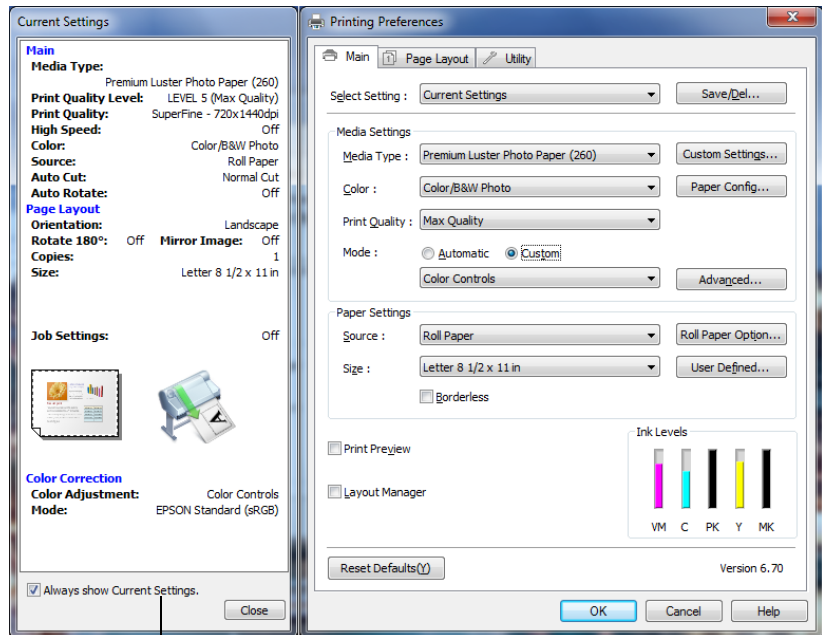 Current Settings
Main
Media Type:
Premium Luster Photo Paper (260)
Print Quality Level: LEVEL 5 (Max Quality)
Print Quality: SuperFine - 720x1440dpi
High Speed: Off
Color: Color/B&W Photo
Source: Roll Paper
Auto Cut: Normal Cut
Auto Rotate: Off
Page Layout
Orientation: Landscape
Rotate 180°: Off Mirror Image: Off
Copies: 1
Size: Letter 8 1/2 x 11 in
Job Settings: Off
A
Color Correction
Color Adjustment: Color Controls
Mode: EPSON Standard (sRGB)
Always show Current Settings.
Close
Printing Preferences
Main Page Layout Utility
Select Setting : Current Settings Save/Del...
Media Settings
Media Type : Premium Luster Photo Paper (260) Custom Settings...
Color : Color/B&W Photo Paper Config...
Print Quality : Max Quality
Mode : Automatic Custom
Color Controls Advanced...
Paper Settings
Source : Roll Paper Roll Paper Option...
Size : Letter 8 1/2 x 11 in User Defined...
Borderless
Print Preview
Layout Manager
Ink Levels
VM C PK Y MK
Reset Defaults(Y) Version 6.70
OK Cancel Help